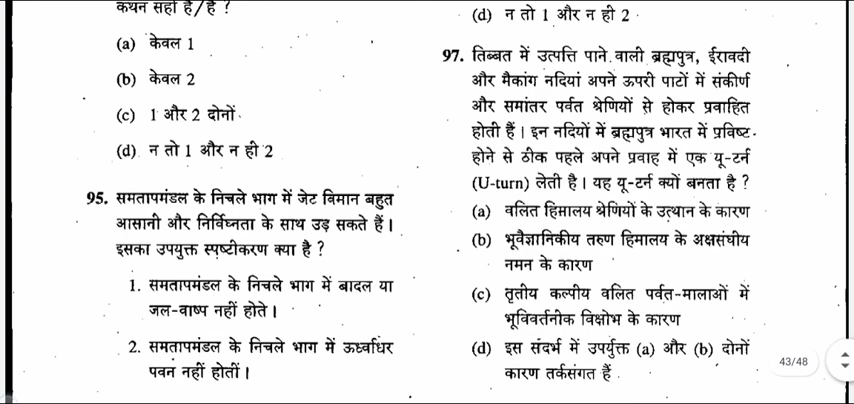 कथन सही है/हैं ?
(a) केवल 1
(b) केवल 2
(c) 1 और 2 दोनों
(d) न तो 1 और न ही 2
95. समतापमंडल के निचले भाग में जेट विमान बहुत
आसानी और निर्विघ्नता के साथ उड़ सकते हैं।
इसका उपयुक्त स्पष्टीकरण क्या है ?
1. समतापमंडल के निचले भाग में बादल या
जल-वाष्प नहीं होते।
2. समतापमंडल के निचले भाग में ऊर्ध्वाधर
पवन नहीं होतीं।
(d) न तो 1 और न ही 2
97. तिब्बत में उत्पत्ति पाने वाली ब्रह्मपुत्र, ईरावदी
और मैकांग नदियां अपने ऊपरी पाटों में संकीर्ण
और समांतर पर्वत श्रेणियों से होकर प्रवाहित
होती हैं। इन नदियों में ब्रह्मपुत्र भारत में प्रविष्ट
होने से ठीक पहले अपने प्रवाह में एक यू-टर्न
(U-turn) लेती है। यह यू-टर्न क्यों बनता है ?
(a) वलित हिमालय श्रेणियों के उत्थान के कारण
(b) भूवैज्ञानिकीय तरुण हिमालय के अक्षसंघीय
नमन के कारण
(c) तृतीय कल्पीय वलित पर्वत-मालाओं में
भूविवर्तनीक विक्षोभ के कारण
(d) इस संदर्भ में उपर्युक्त (a) और (b) दोनों
कारण तर्कसंगत हैं
43/48